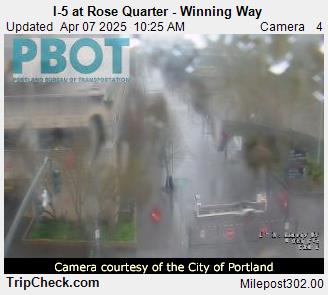 I-5 at Rose Quarter - Winning Way
Updated Apr 07 2025 10:25 AM Camera 4
PBOT
PORTLAND BUREAU OF TRANSPORTATION
Camera courtesy of the City of Portland
TripCheck.com Milepost302.00